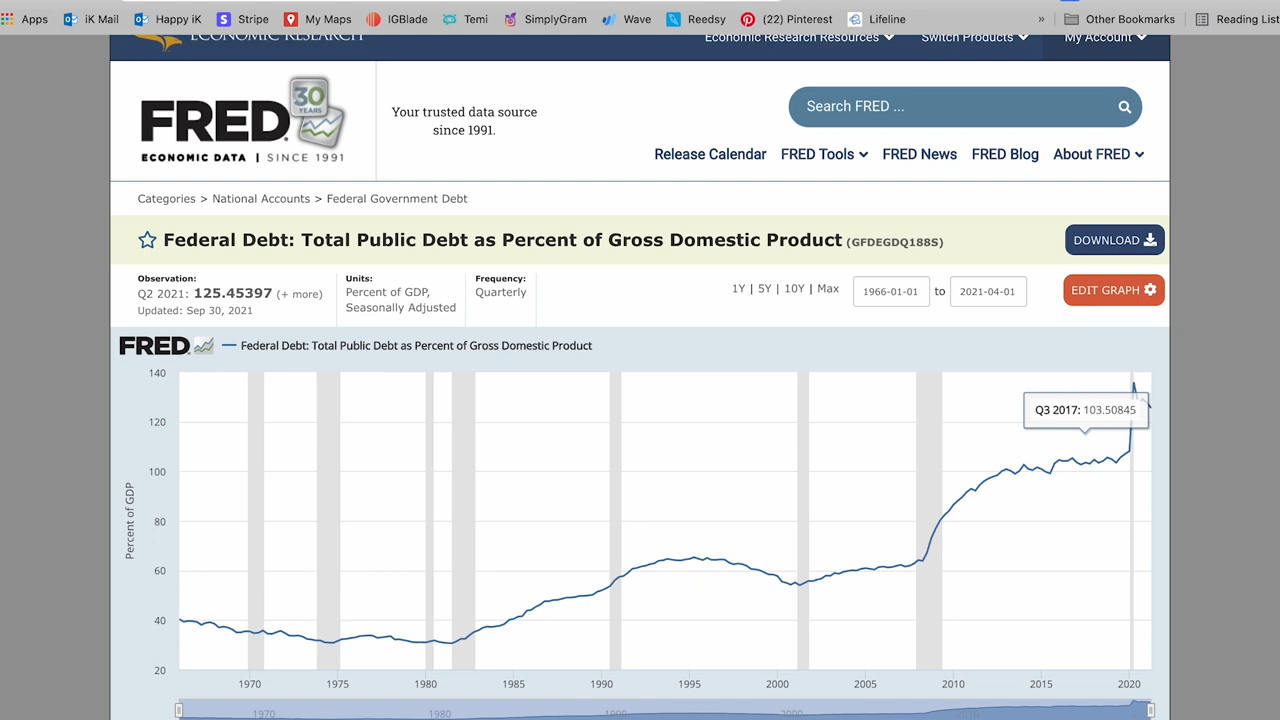 Apps iK Mail Happy iK Stripe My Maps IGBlade Temi SimplyGram Wave Reedsy (22) Pinterest Lifeline » Other Bookmarks Reading List
ECONOMIC RESEARCH Economic Research Resources Switch Products My Account
FRED 30 YEARS
ECONOMIC DATA | SINCE 1991
Your trusted data source
since 1991.
Search FRED ...
Release Calendar FRED Tools FRED News FRED Blog About FRED
Categories > National Accounts > Federal Government Debt
Federal Debt: Total Public Debt as Percent of Gross Domestic Product (GFDEGDQ188S)
DOWNLOAD
Observation:
Q2 2021: 125.45397 (+ more)
Updated: Sep 30, 2021
Units:
Percent of GDP,
Seasonally Adjusted
Frequency:
Quarterly
1Y | 5Y | 10Y | Max 1966-01-01 to 2021-04-01
EDIT GRAPH
FRED Federal Debt: Total Public Debt as Percent of Gross Domestic Product
Q3 2017: 103.50845
Percent of GDP
140
120
100
80
60
40
20
1970 1975 1980 1985 1990 1995 2000 2005 2010 2015 2020
1970 1980 1990 2000 2010